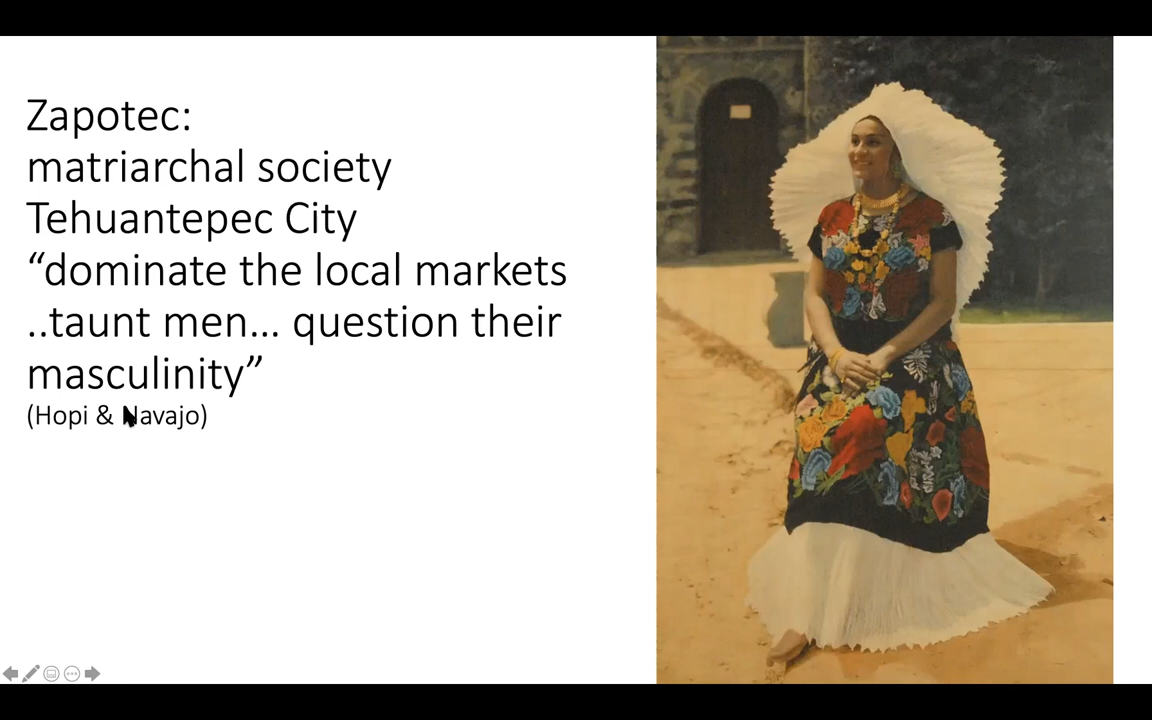 Zapotec:
matriarchal society
Tehuantepec City
“dominate the local markets
..taunt men... question their
masculinity”
(Hopi & Navajo)